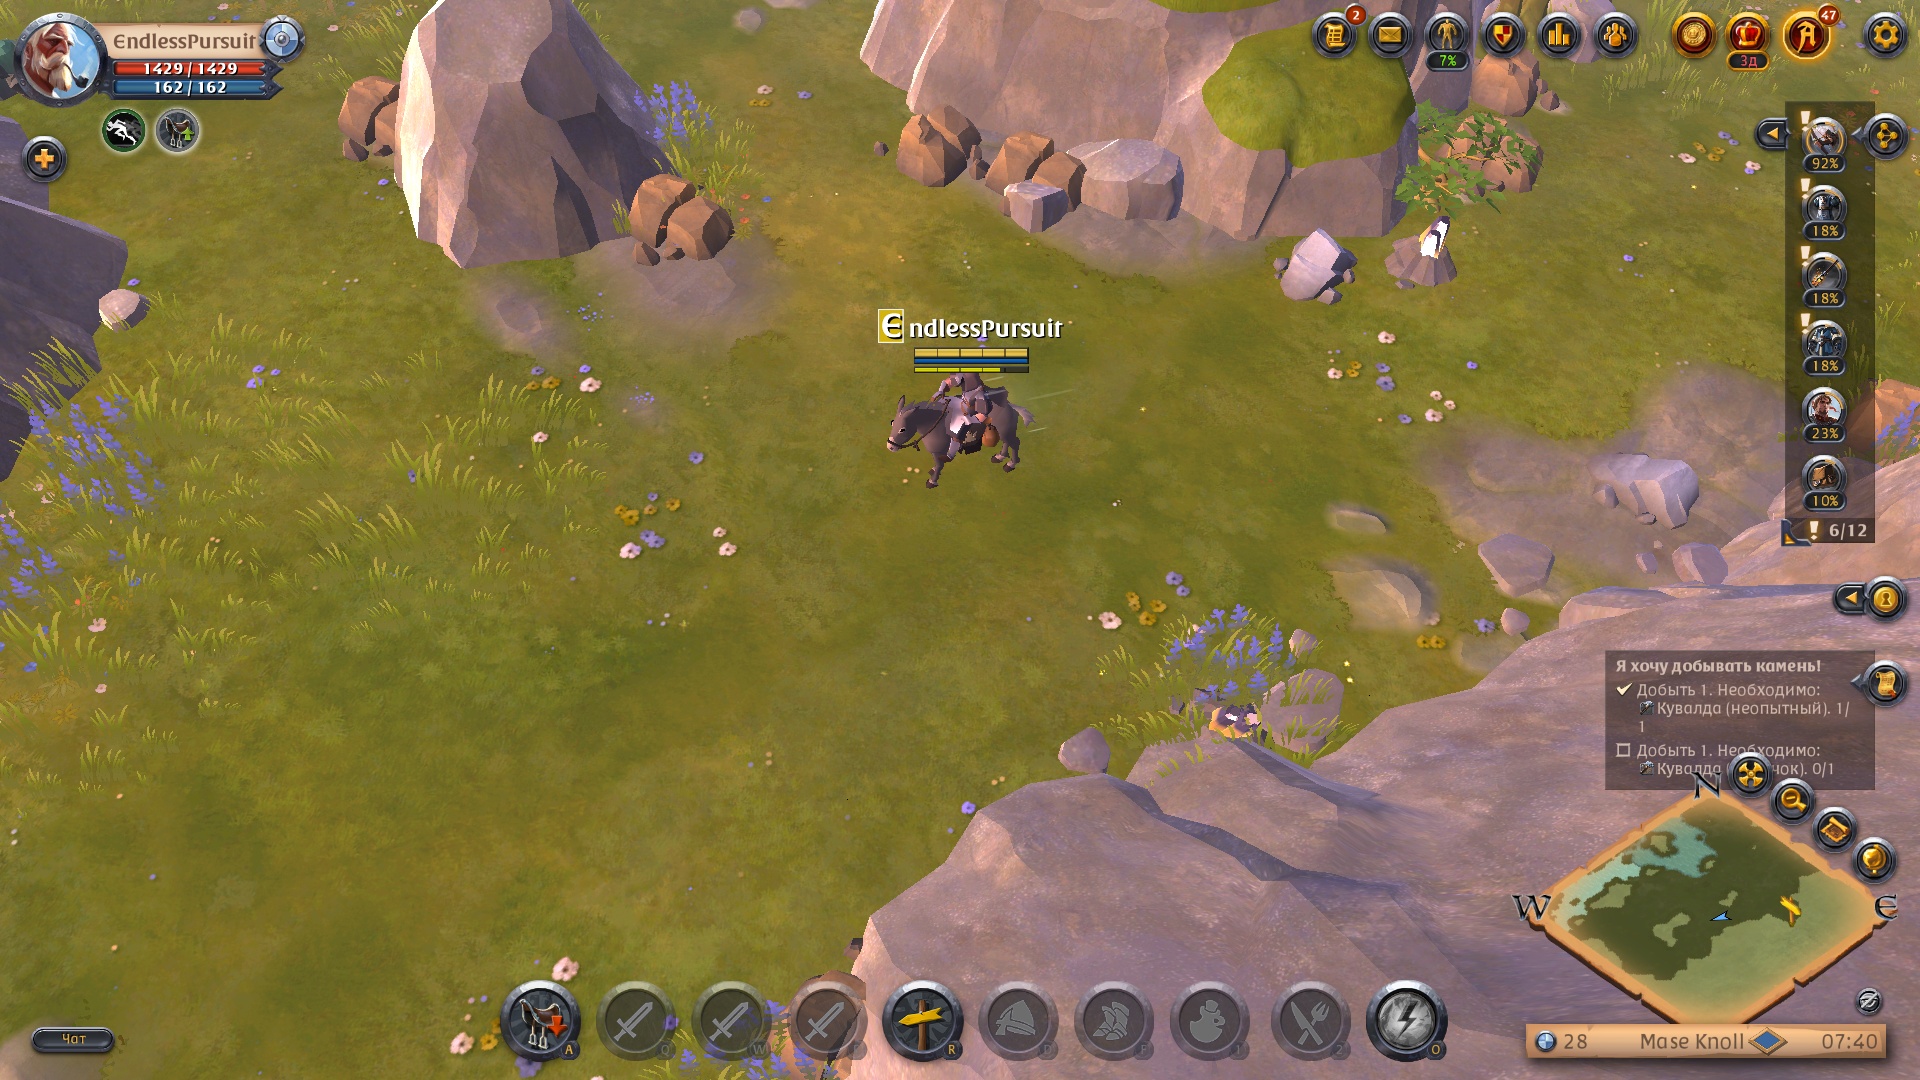 EndlessPursuit
1429 / 1429
162 / 162
2
7%
3д
47
92%
18%
18%
18%
23%
10%
6/12
EndlessPursuit
Я хочу добывать камень!
Добыть 1. Необходимо:
Кувалда (неопытный). 1/
1
Добыть 1. Необходимо:
Кувалда 0/1
N
W
E
A
Q
W
R
F
1
2
O
Чат
28
Mase Knoll
07:40